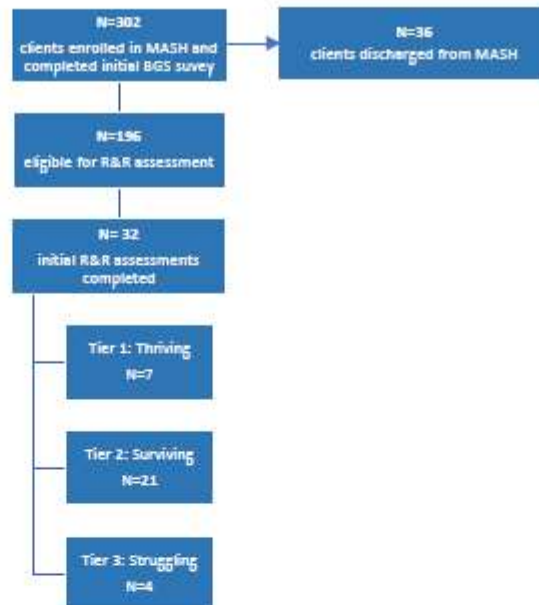 N=302
clients enrolled in MASH and
completed initial BGS suvey
N=36
clients discharged from MASH
N=196
eligible for R&R assessment
N= 32
initial R&R assessments
completed
Tier 1: Thriving
N=7
Tier 2: Surviving
N=21
Tier 3: Struggling
N=4